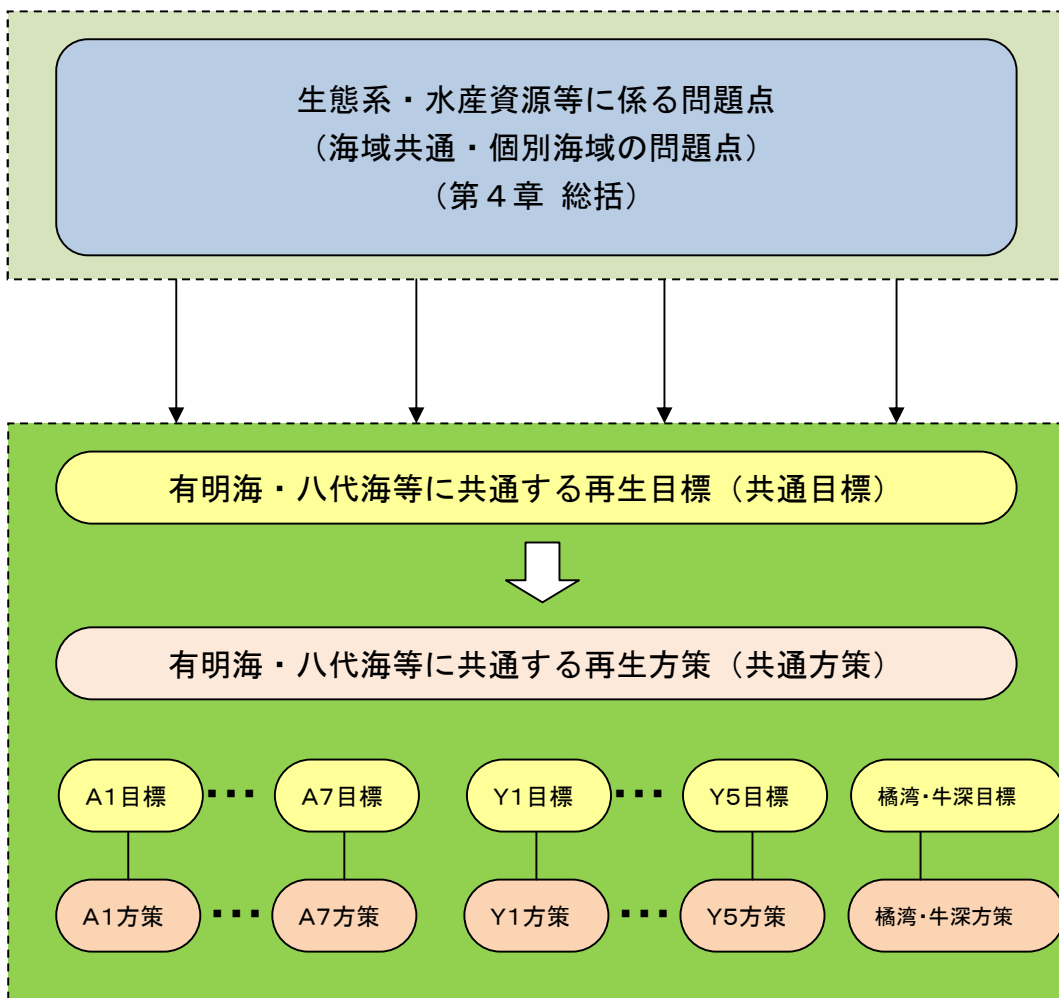 生態系・水産資源等に係る問題点
（海域共通・個別海域の問題点）
（第４章 総括）
有明海・八代海等に共通する再生目標（共通目標）
有明海・八代海等に共通する再生方策（共通方策）
Ａ１目標 ･･･ Ａ７目標 Ｙ１目標 ･･･ Ｙ５目標 橘湾・牛深目標
Ａ１方策 ･･･ Ａ７方策 Ｙ１方策 ･･･ Ｙ５方策 橘湾・牛深方策